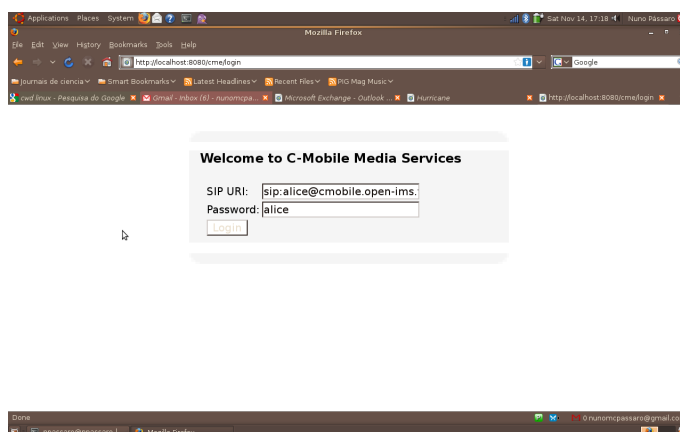 Applications Places System Sat Nov 14, 17:18 Nuno Pássaro
Mozilla Firefox
File Edit View History Bookmarks Tools Help
http://localhost:8080/cme/login Google
Jornais de ciencia Smart Bookmarks Latest Headlines Recent Files PIG Mag Music
cwd linux - Pesquisa do Google Gmail - Inbox (6) - nunomcpa... Microsoft Exchange - Outlook ... Hurricane http://localhost:8080/cme/login
Welcome to C-Mobile Media Services
SIP URI: sip:alice@cmobile.open-ims.
Password: alice
Login
Done 0 nunomcpassaro@gmail.co
Mozilla Firefox